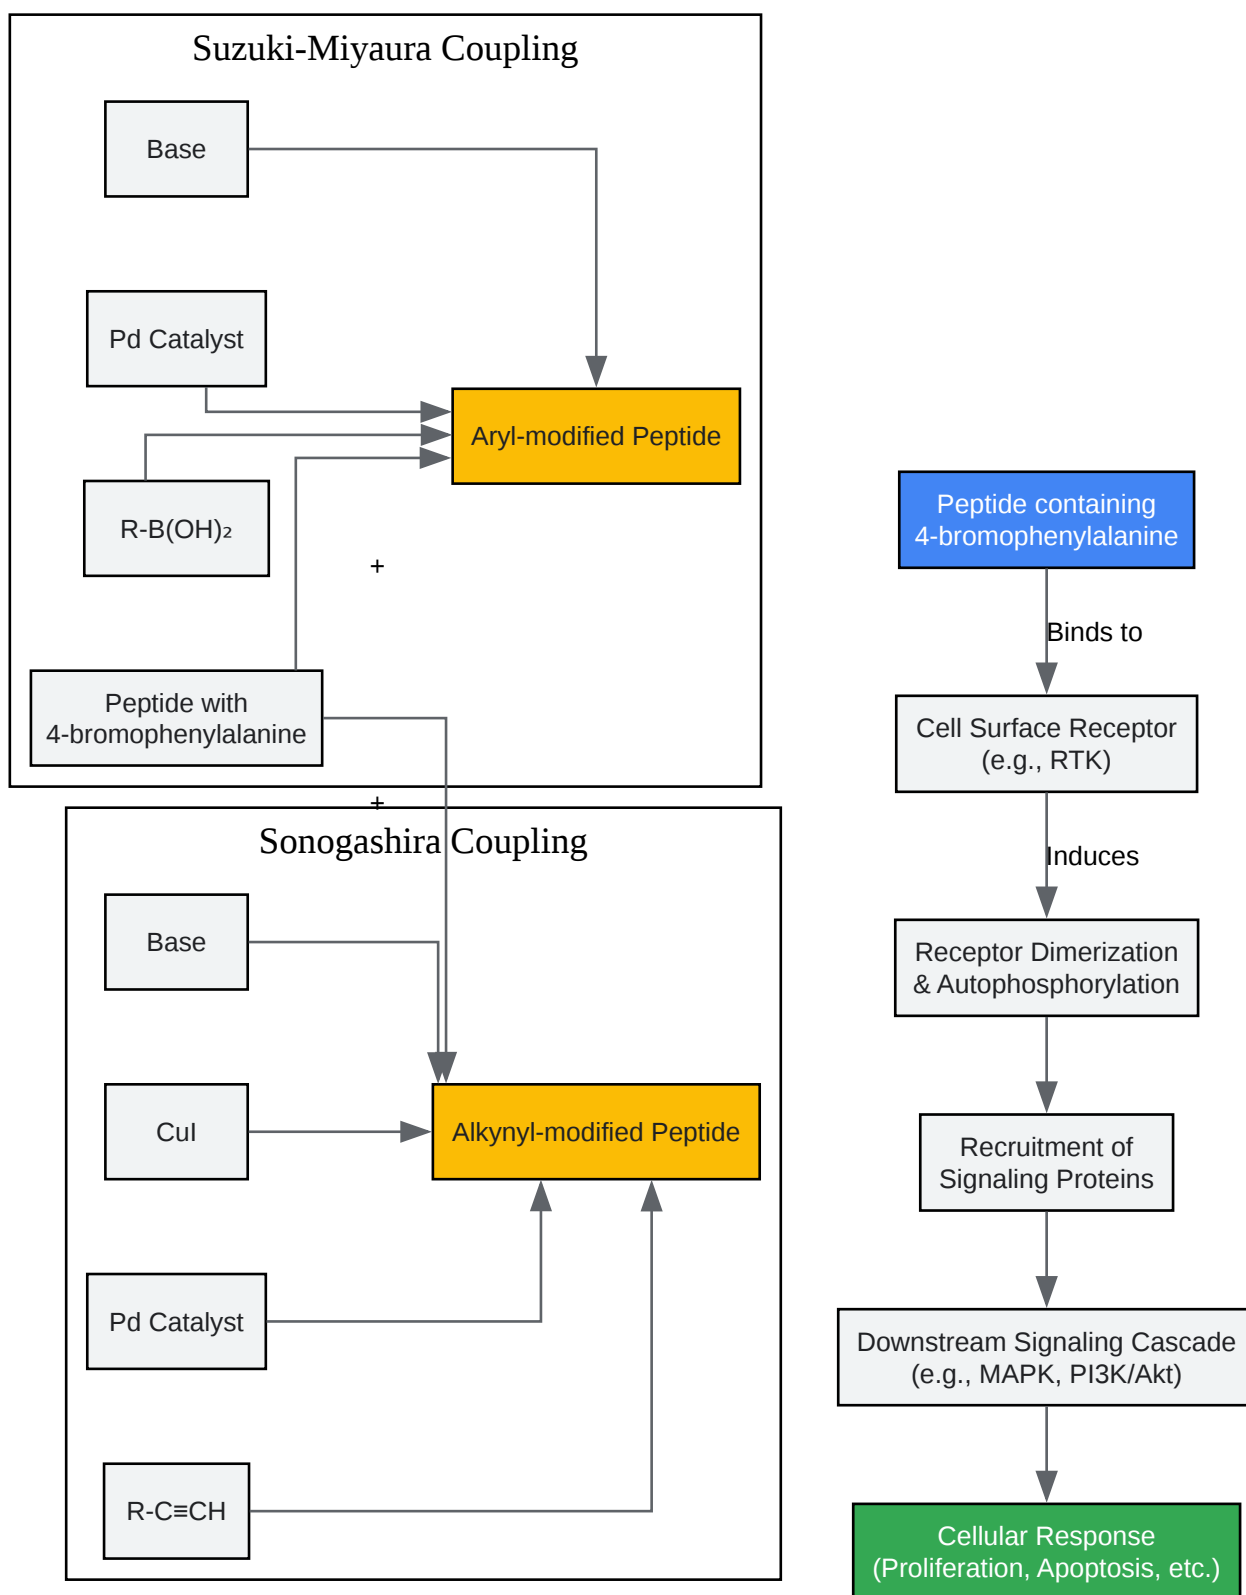 Suzuki-Miyaura Coupling
Base
Pd Catalyst
Aryl-modified Peptide
R-B(OH)₂
+
Peptide with
4-bromophenylalanine
+
Sonogashira Coupling
Base
CuI
Alkynyl-modified Peptide
Pd Catalyst
R-C≡CH
Peptide containing
4-bromophenylalanine
Binds to
Cell Surface Receptor
(e.g., RTK)
Induces
Receptor Dimerization
& Autophosphorylation
Recruitment of
Signaling Proteins
Downstream Signaling Cascade
(e.g., MAPK, PI3K/Akt)
Cellular Response
(Proliferation, Apoptosis, etc.)